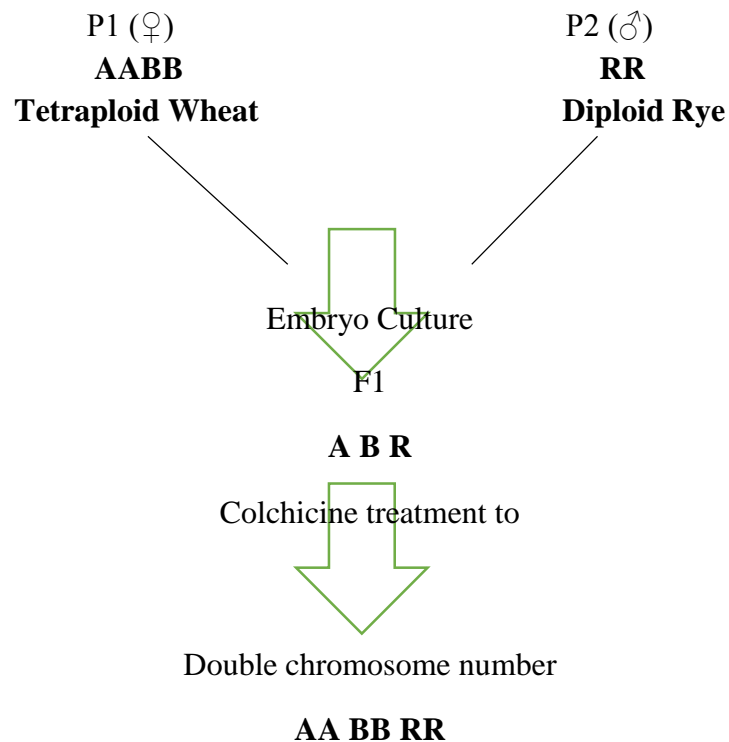 P1 (♀) P2 (♂)
AABB RR
Tetraploid Wheat Diploid Rye
Embryo Culture
F1
A B R
Colchicine treatment to
Double chromosome number
AA BB RR